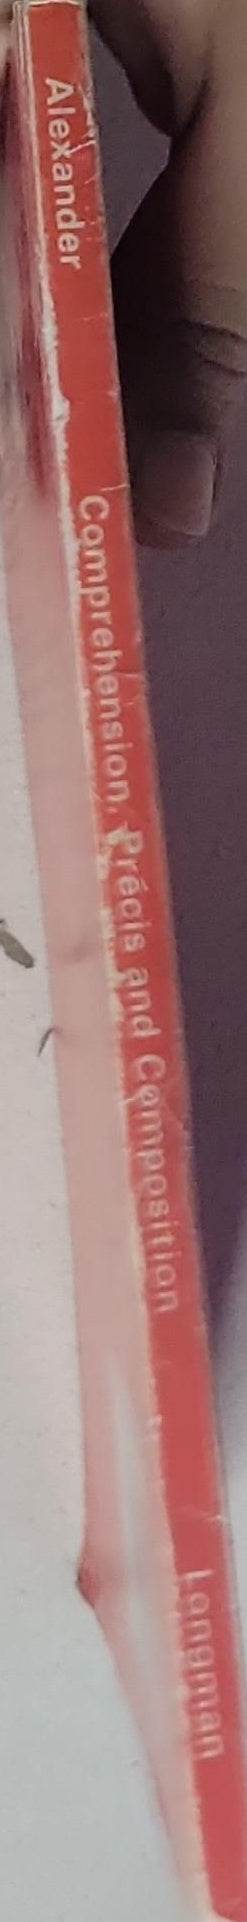 Alexander
Comprehension, Précis and Composition
Longman